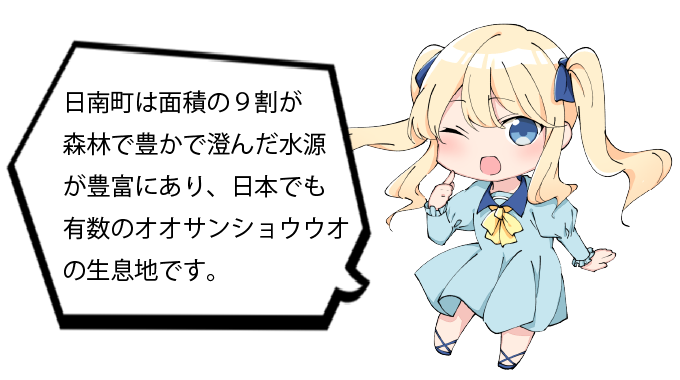 日南町は面積の９割が
森林で豊かで澄んだ水源
が豊富にあり、日本でも
有数のオオサンショウウオ
の生息地です。